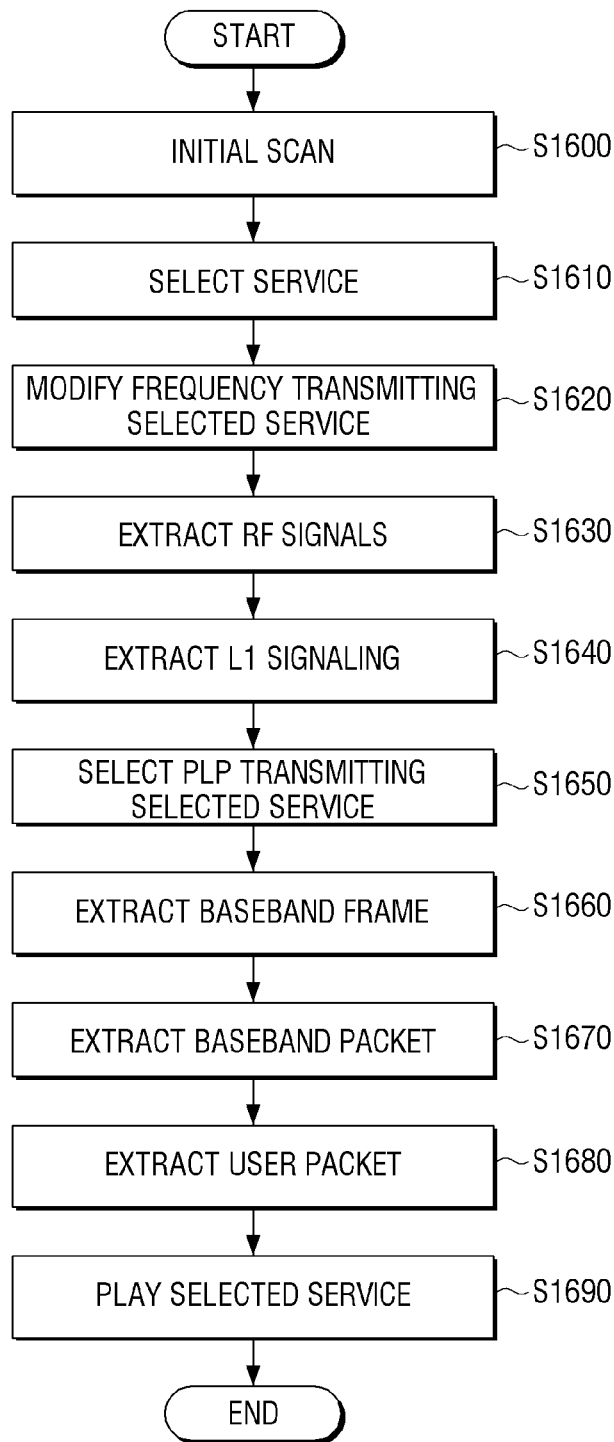 START
INITIAL SCAN
S1600
SELECT SERVICE
S1610
MODIFY FREQUENCY TRANSMITTING
SELECTED SERVICE
S1620
EXTRACT RF SIGNALS
S1630
EXTRACT L1 SIGNALING
S1640
SELECT PLP TRANSMITTING
SELECTED SERVICE
S1650
EXTRACT BASEBAND FRAME
S1660
EXTRACT BASEBAND PACKET
S1670
EXTRACT USER PACKET
S1680
PLAY SELECTED SERVICE
S1690
END